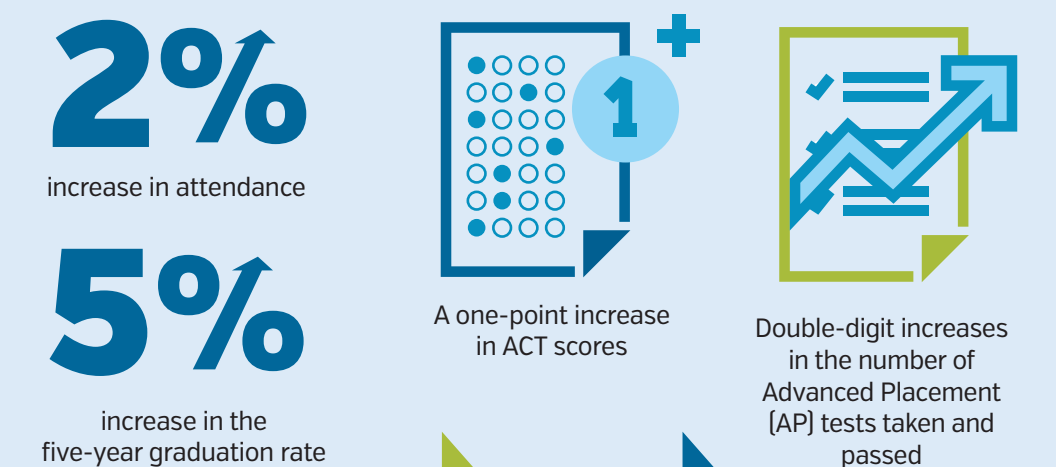 2%
increase in attendance
5%
increase in the
five-year graduation rate
1
A one-point increase
in ACT scores
Double-digit increases
in the number of
Advanced Placement
(AP) tests taken and
passed